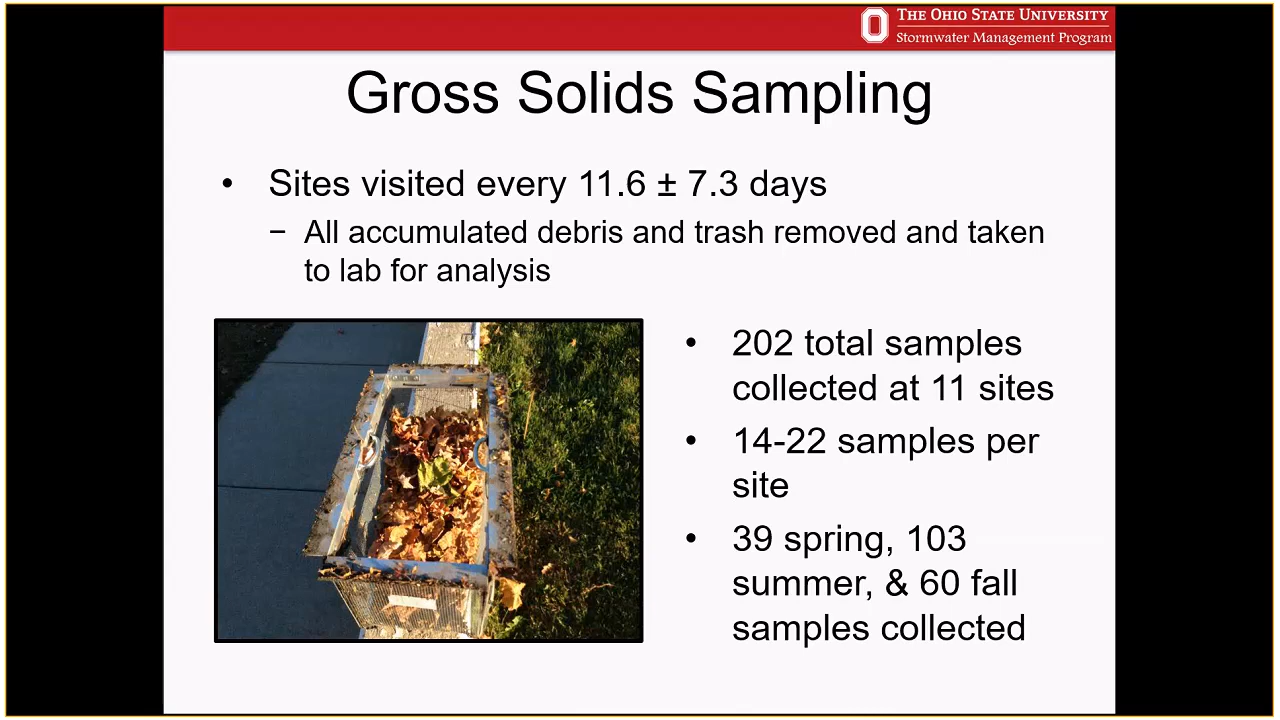 THE OHIO STATE UNIVERSITY
Stormwater Management Program
Gross Solids Sampling
• Sites visited every 11.6 ± 7.3 days
− All accumulated debris and trash removed and taken
to lab for analysis
• 202 total samples
collected at 11 sites
• 14-22 samples per
site
• 39 spring, 103
summer, & 60 fall
samples collected